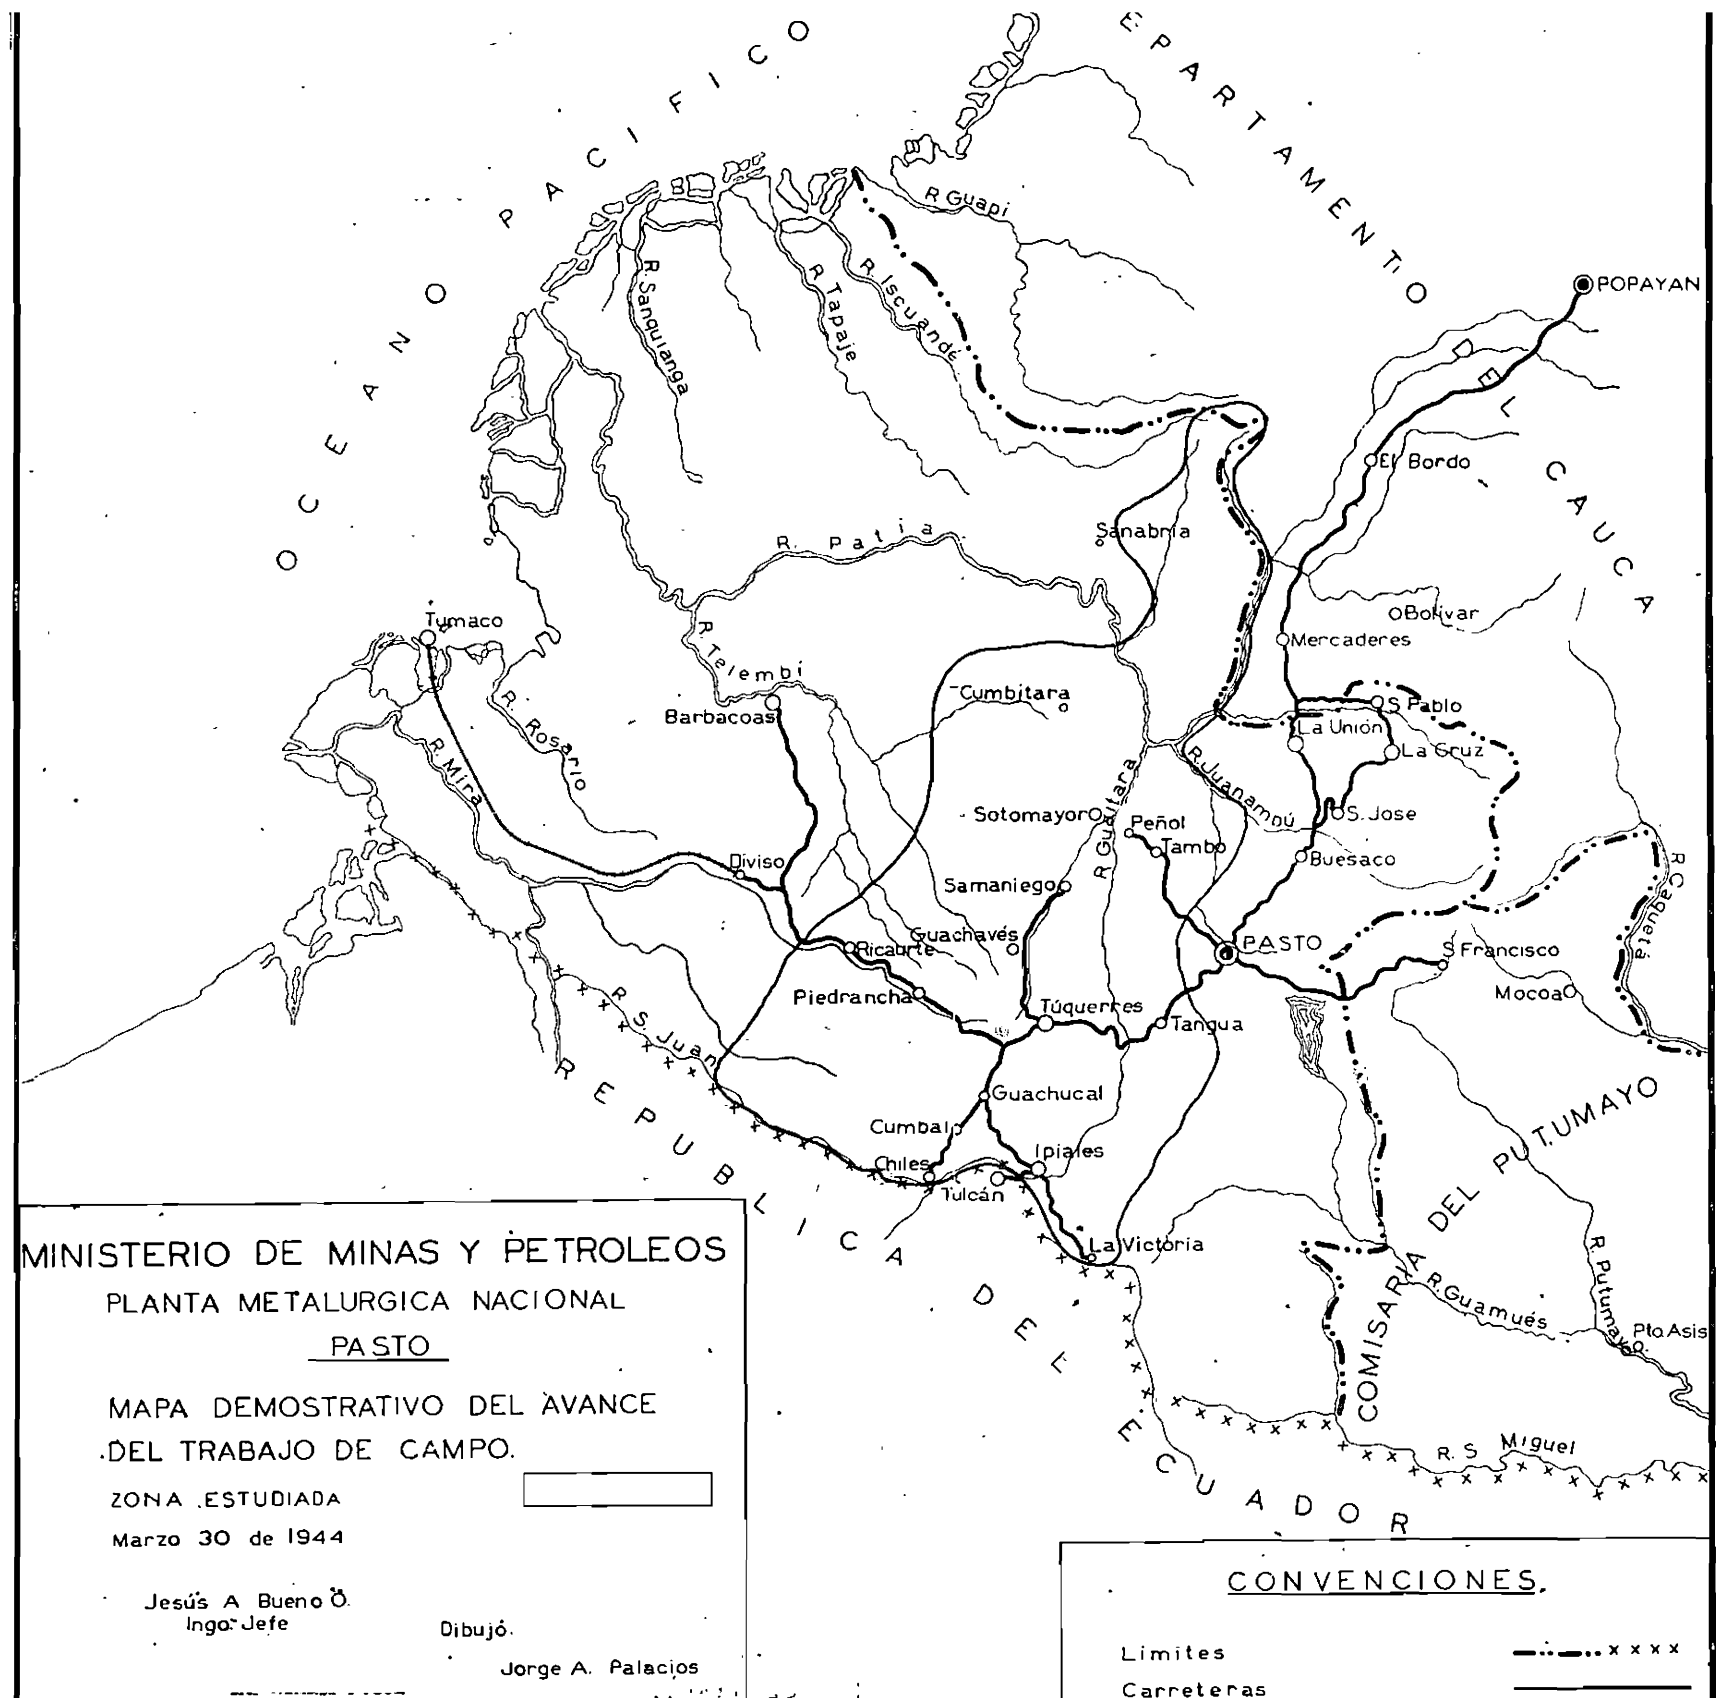 OCEANO PACIFICO
EPARTAMENTO DEL CAUCA
R Guapi
R. Sanquianga
R Tapaje
R. Iscuandé
POPAYAN
El Bordo
Sanabria
R. Patia
Bolivar
Tumaco
Mercaderes
R. Telembí
Cumbitara
S Pablo
Barbacoas
R. Rosario
La Unión
La Cruz
R. Mira
R. Juanambú
R Guaitara
Sotomayor
Peñol
S. Jose
Tambo
Diviso
Buesaco
Samaniego
R Caquetá
Guachavés
Ricaurte
PASTO
S Francisco
Piedrancha
Mocoa
Túquerres
Tangua
R S. Juan
Guachucal
Cumbal
Ipiales
Chiles
Tulcán
La Victoria
REPUBLICA DE ECUADOR
COMISARIA DEL PUTUMAYO
R. Guamués
R. Putumayo
Pto Asis
R. S Miguel
MINISTERIO DE MINAS Y PETROLEOS
PLANTA METALURGICA NACIONAL
PASTO
MAPA DEMOSTRATIVO DEL AVANCE
DEL TRABAJO DE CAMPO.
ZONA ESTUDIADA
Marzo 30 de 1944
Jesús A Bueno O.
Ingo. Jefe
Dibujó.
Jorge A. Palacios
CONVENCIONES.
Limites
Carreteras